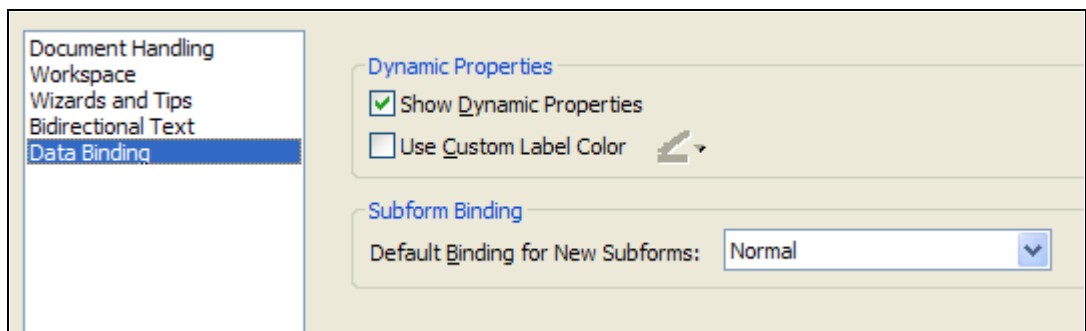 Document Handling
Workspace
Wizards and Tips
Bidirectional Text
Data Binding
Dynamic Properties
Show Dynamic Properties
Use Custom Label Color
Subform Binding
Default Binding for New Subforms: Normal